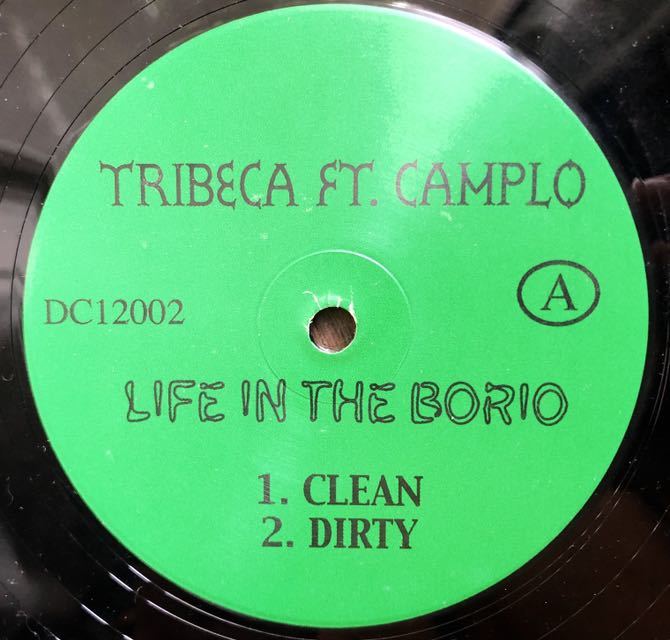 TRIBECA FT. CAMPLO
DC12002
A
LIFE IN THE BORIO
1. CLEAN
2. DIRTY